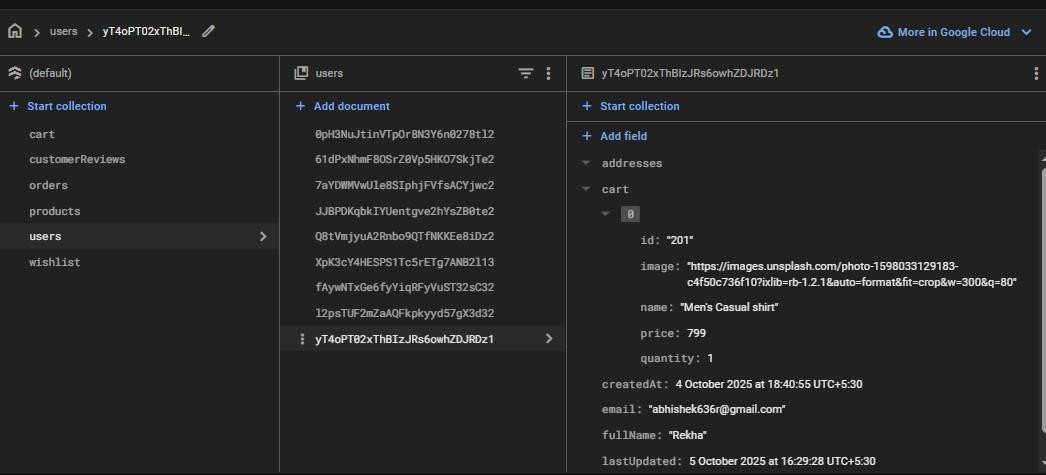 users
yT4oPT02xThBI...
More in Google Cloud
(default)
users
yT4oPT02xThBIzJRs6owhZDJRDz1
+ Start collection
+ Add document
+ Start collection
+ Add field
cart
customerReviews
orders
products
users
wishlist
0pH3NuJtinVTpOr8N3Y6n0278tl2
61dPxNhmF8OSrZ0Vp5HKO7SkjTe2
7aYDWMVwUle8SIphjFVfsACYjwc2
JJBPDKqbkIYUentgve2hYsZB0te2
Q8tVmjyuA2Rnbo9QTfNKKEe8iDz2
XpK3cY4HESPS1Tc5rETg7ANB2l13
fAywNTxGe6fyYiqRFyVuST32sC32
l2psTUF2mZaAQFkpkyyd57gX3d32
yT4oPT02xThBIzJRs6owhZDJRDz1
addresses
cart
0
id: "201"
image: "https://images.unsplash.com/photo-1598033129183-
c4f50c736f10?ixlib=rb-1.2.1&auto=format&fit=crop&w=300&q=80"
name: "Men's Casual shirt"
price: 799
quantity: 1
createdAt: 4 October 2025 at 18:40:55 UTC+5:30
email: "abhishek636r@gmail.com"
fullName: "Rekha"
lastUpdated: 5 October 2025 at 16:29:28 UTC+5:30